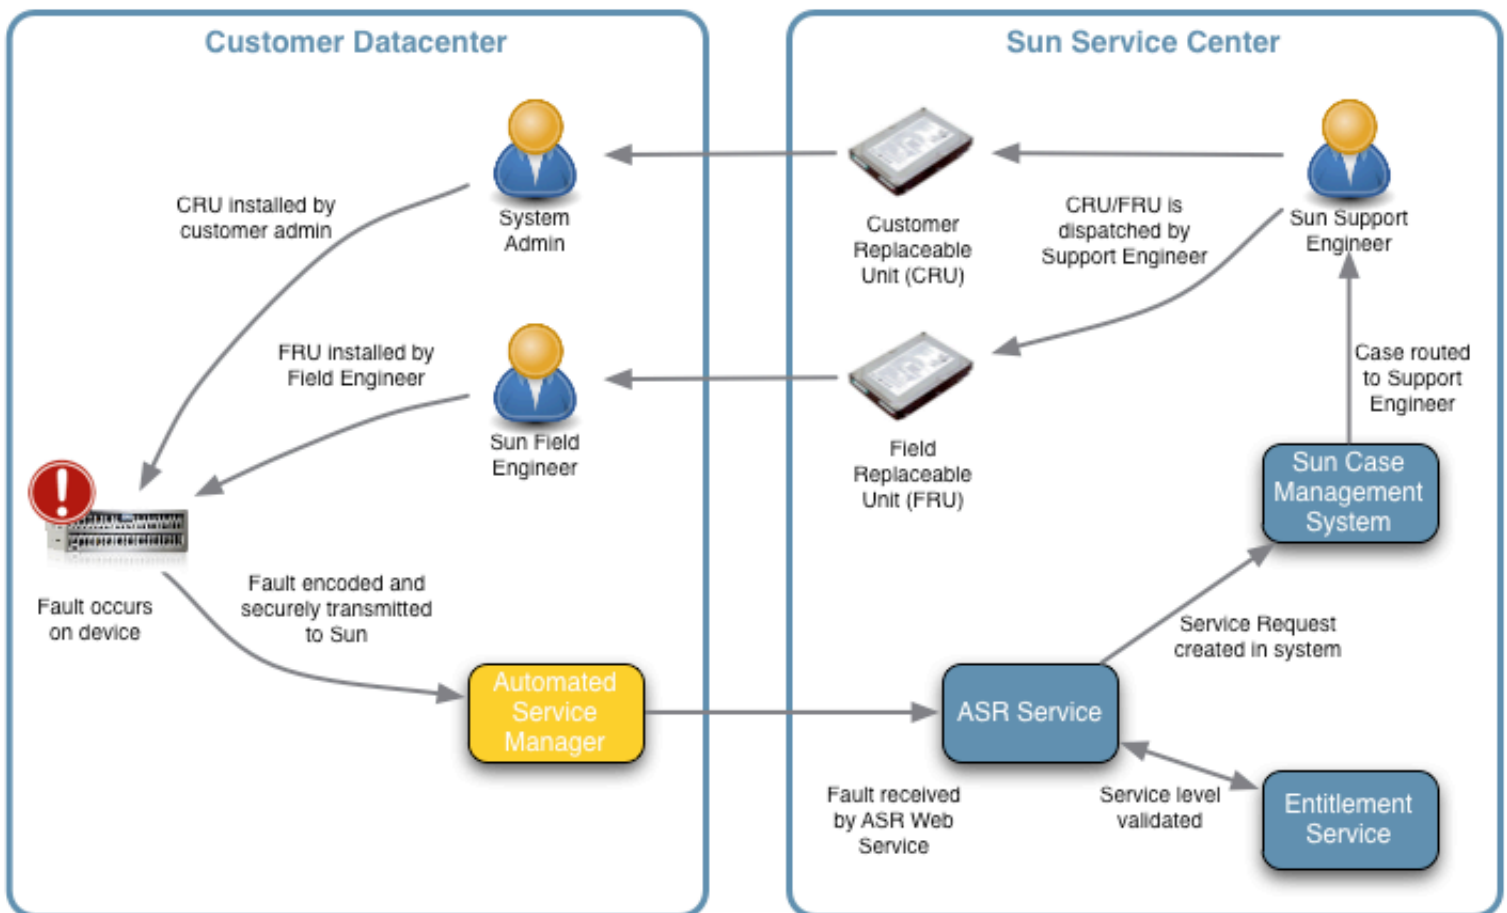 Customer Datacenter
CRU installed by
customer admin
System
Admin
FRU installed by
Field Engineer
Sun Field
Engineer
Fault occurs
on device
Fault encoded and
securely transmitted
to Sun
Automated
Service
Manager
Sun Service Center
Customer
Replaceable
Unit (CRU)
CRU/FRU is
dispatched by
Support Engineer
Sun Support
Engineer
Field
Replaceable
Unit (FRU)
Case routed
to Support
Engineer
Sun Case
Management
System
Service Request
created in system
ASR Service
Fault received
by ASR Web
Service
Service level
validated
Entitlement
Service